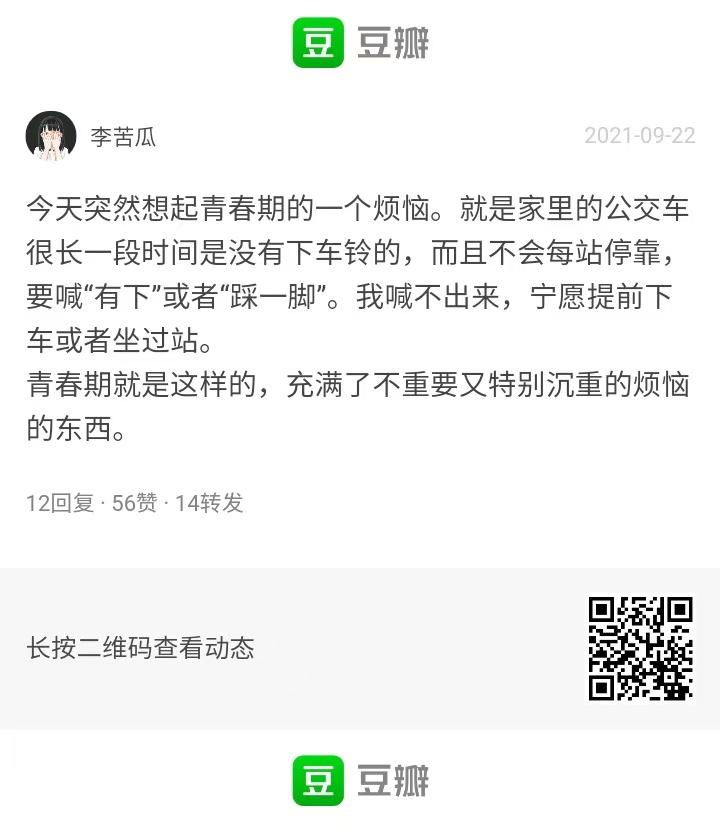 豆 豆瓣
李苦瓜
2021-09-22
今天突然想起青春期的一个烦恼。就是家里的公交车
很长一段时间是没有下车铃的，而且不会每站停靠，
要喊“有下”或者“踩一脚”。我喊不出来，宁愿提前下
车或者坐过站。
青春期就是这样的，充满了不重要又特别沉重的烦恼
的东西。
12回复 · 56赞 · 14转发
长按二维码查看动态
豆 豆瓣